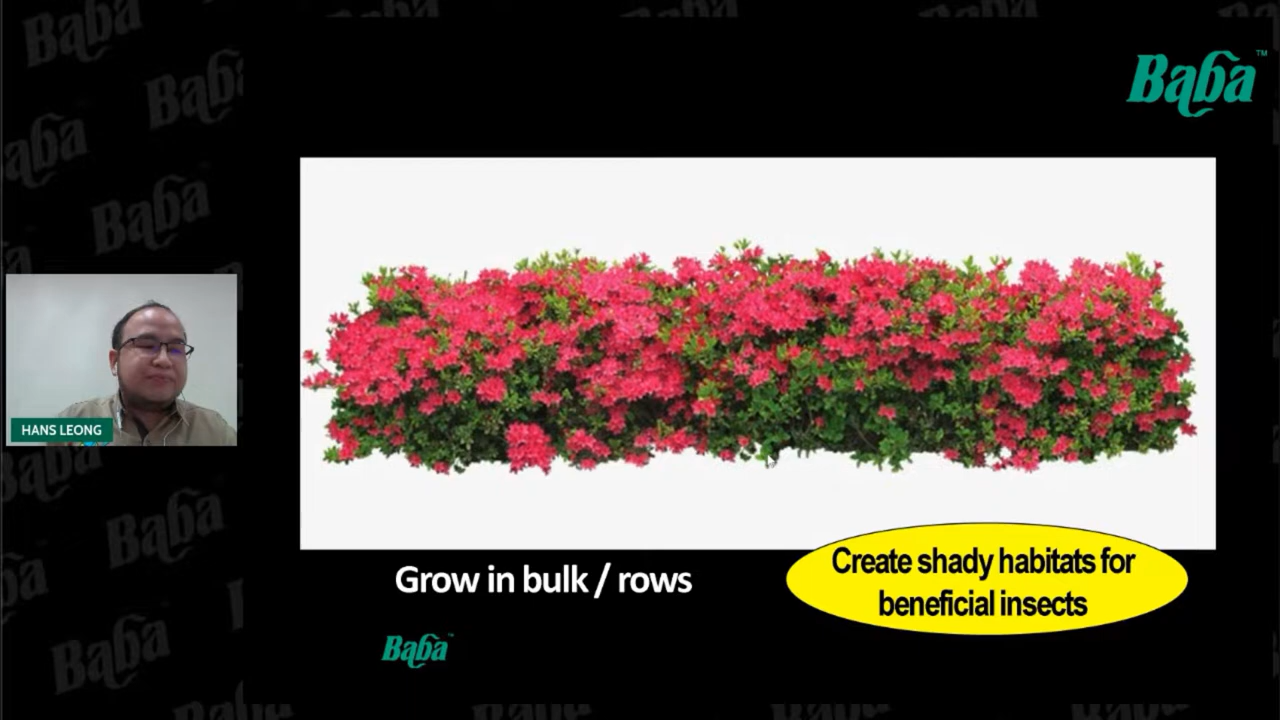 Baba™
HANS LEONG
Grow in bulk / rows
Create shady habitats for
beneficial insects
Baba™